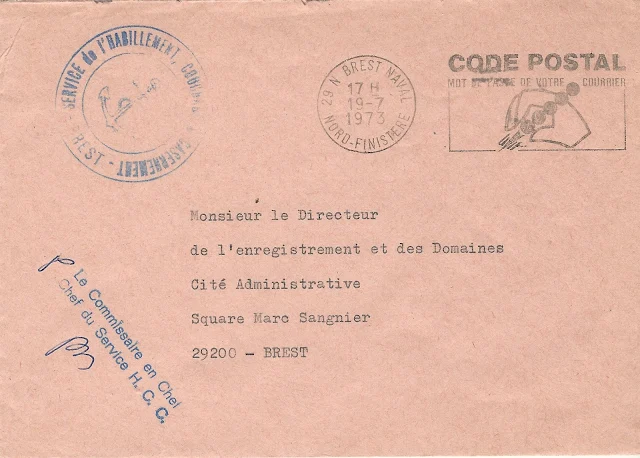 SERVICE de l'HABILLEMENT, COUCHAGE
* CASERNEMENT -
BREST -
29 N BREST NAVAL
17 H
19-7
1973
NORD-FINISTERE
CODE POSTAL
MOT DE PASSE DE VOTRE COURRIER
Monsieur le Directeur
de l'enregistrement et des Domaines
Cité Administrative
Square Marc Sangnier
29200 - BREST
Le Commissaire en Chef
Chef du Service H. C. C.